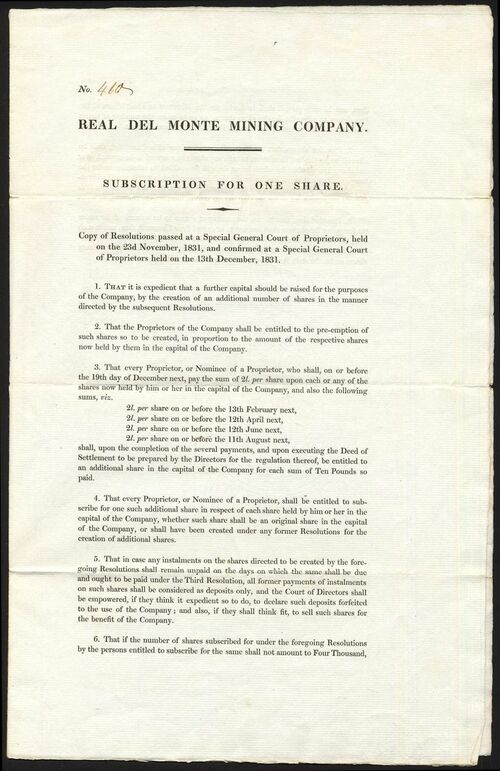 No. 460
REAL DEL MONTE MINING COMPANY.
SUBSCRIPTION FOR ONE SHARE.
Copy of Resolutions passed at a Special General Court of Proprietors, held
on the 23d November, 1831, and confirmed at a Special General Court
of Proprietors held on the 13th December, 1831.
1. THAT it is expedient that a further capital should be raised for the purposes
of the Company, by the creation of an additional number of shares in the manner
directed by the subsequent Resolutions.
2. That the Proprietors of the Company shall be entitled to the pre-emption of
such shares so to be created, in proportion to the amount of the respective shares
now held by them in the capital of the Company.
3. That every Proprietor, or Nominee of a Proprietor, who shall, on or before
the 19th day of December next, pay the sum of 2l. per share upon each or any of the
shares now held by him or her in the capital of the Company, and also the following
sums, viz.
2l. per share on or before the 13th February next,
2l. per share on or before the 12th April next,
2l. per share on or before the 12th June next,
2l. per share on or before the 11th August next,
shall, upon the completion of the several payments, and upon executing the Deed of
Settlement to be prepared by the Directors for the regulation thereof, be entitled to
an additional share in the capital of the Company for each sum of Ten Pounds so
paid.
4. That every Proprietor, or Nominee of a Proprietor, shall be entitled to sub-
scribe for one such additional share in respect of each share held by him or her in the
capital of the Company, whether such share shall be an original share in the capital
of the Company, or shall have been created under any former Resolutions for the
creation of additional shares.
5. That in case any instalments on the shares directed to be created by the fore-
going Resolutions shall remain unpaid on the days on which the same shall be due
and ought to be paid under the Third Resolution, all former payments of instalments
on such shares shall be considered as deposits only, and the Court of Directors shall
be empowered, if they think it expedient so to do, to declare such deposits forfeited
to the use of the Company; and also, if they shall think fit, to sell such shares for
the benefit of the Company.
6. That if the number of shares subscribed for under the foregoing Resolutions
by the persons entitled to subscribe for the same shall not amount to Four Thousand,